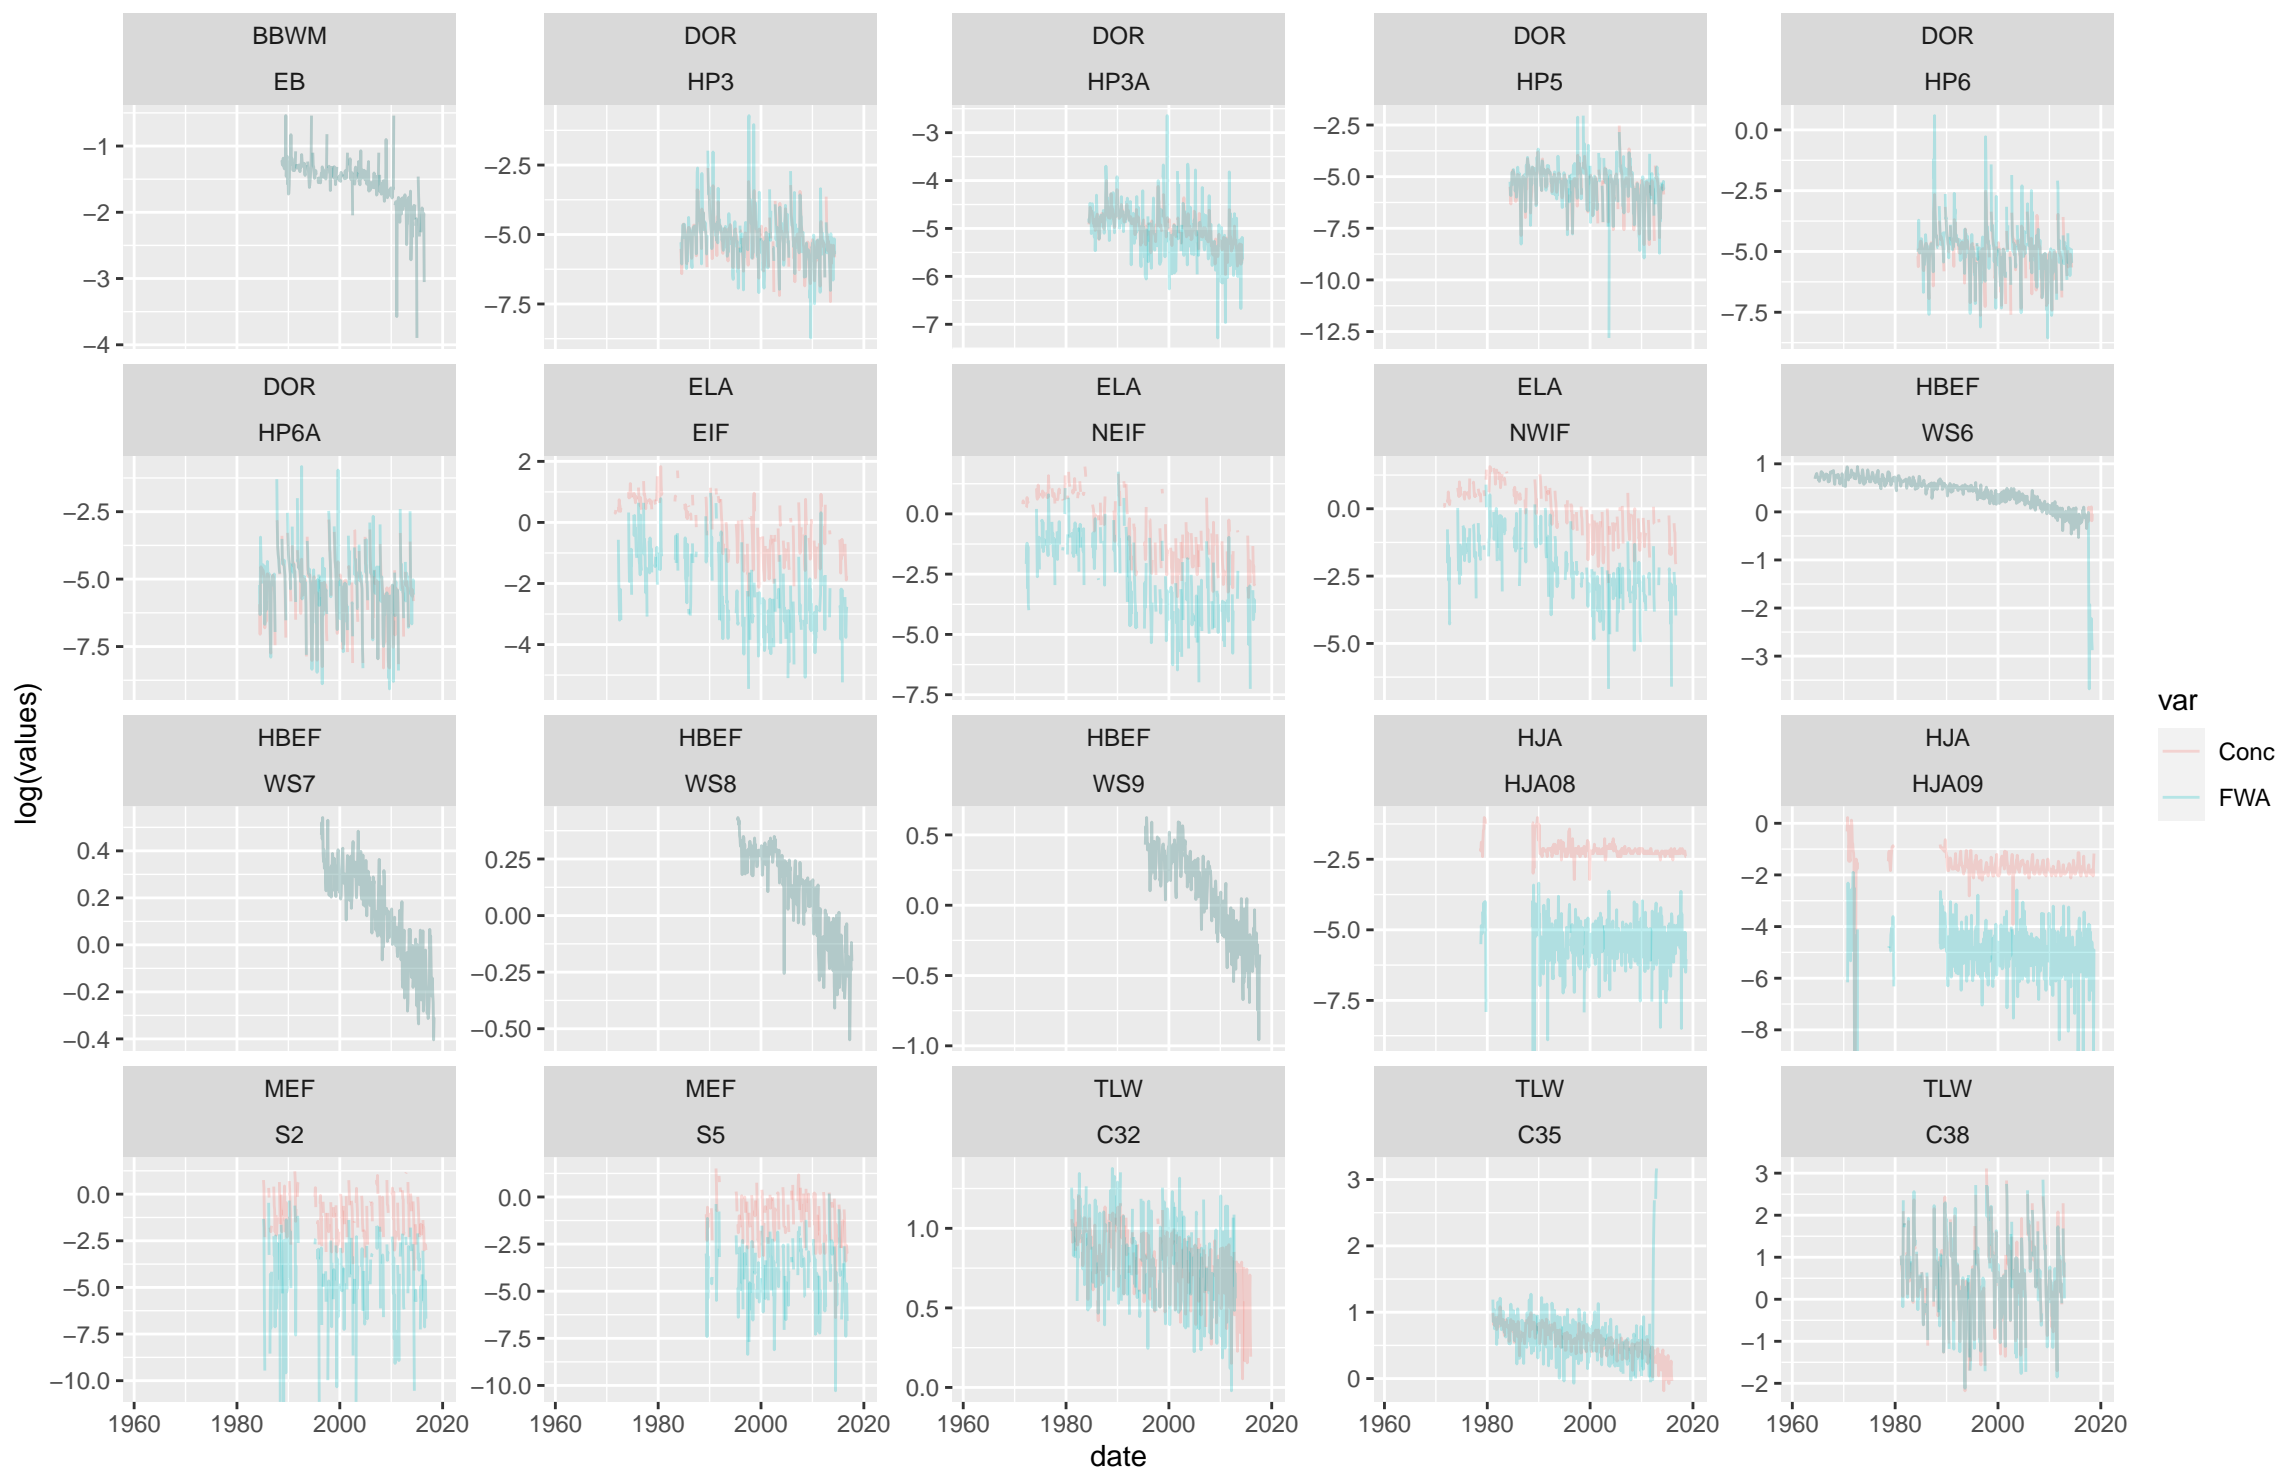 BBWM
EB
−1
−2
−3
−4
DOR
HP3
−2.5
−5.0
−7.5
DOR
HP3A
−3
−4
−5
−6
−7
DOR
HP5
−2.5
−5.0
−7.5
−10.0
−12.5
DOR
HP6
0.0
−2.5
−5.0
−7.5
DOR
HP6A
−2.5
−5.0
−7.5
ELA
EIF
2
0
−2
−4
ELA
NEIF
0.0
−2.5
−5.0
−7.5
ELA
NWIF
0.0
−2.5
−5.0
HBEF
WS6
1
0
−1
−2
−3
HBEF
WS7
0.4
0.2
0.0
−0.2
−0.4
HBEF
WS8
0.25
0.00
−0.25
−0.50
HBEF
WS9
0.5
0.0
−0.5
−1.0
HJA
HJA08
−2.5
−5.0
−7.5
HJA
HJA09
0
−2
−4
−6
−8
MEF
S2
0.0
−2.5
−5.0
−7.5
−10.0
1960 1980 2000 2020
MEF
S5
0.0
−2.5
−5.0
−7.5
−10.0
1960 1980 2000 2020
TLW
C32
1.0
0.5
0.0
1960 1980 2000 2020
TLW
C35
3
2
1
0
1960 1980 2000 2020
TLW
C38
3
2
1
0
−1
−2
1960 1980 2000 2020
log(values)
date
var
Conc
FWA